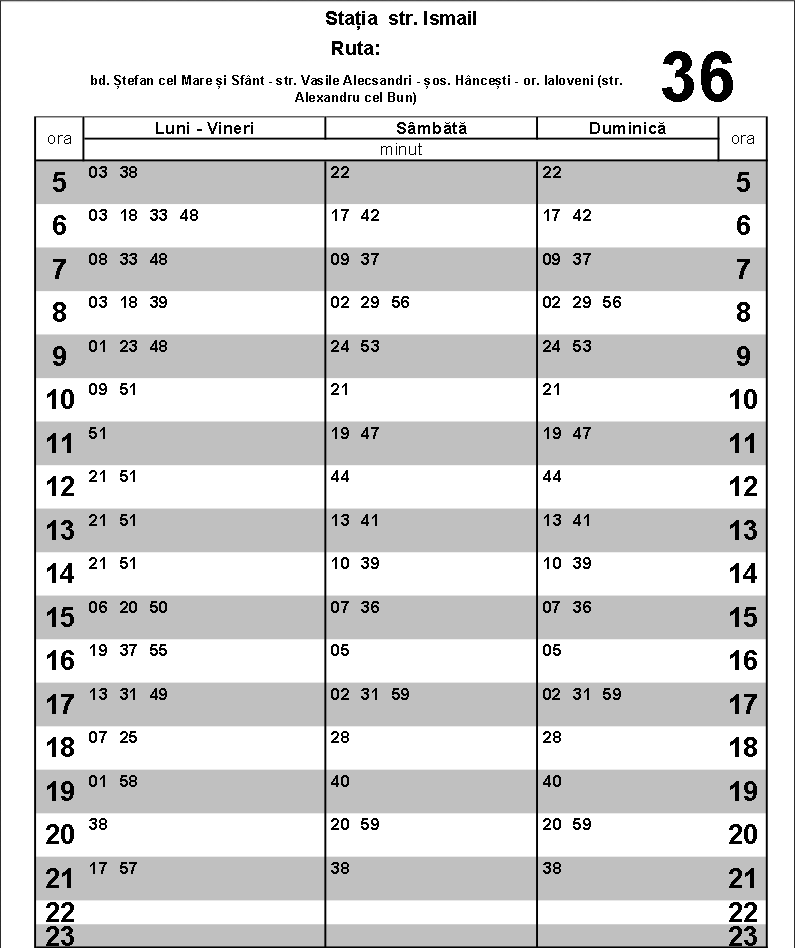 Stația  str. Ismail
Ruta:
bd. Ștefan cel Mare și Sfânt - str. Vasile Alecsandri - șos. Hâncești - or. Ialoveni (str.
Alexandru cel Bun)
36
ora Luni - Vineri Sâmbătă Duminică ora
minut
5 03 38 22 22 5
6 03 18 33 48 17 42 17 42 6
7 08 33 48 09 37 09 37 7
8 03 18 39 02 29 56 02 29 56 8
9 01 23 48 24 53 24 53 9
10 09 51 21 21 10
11 51 19 47 19 47 11
12 21 51 44 44 12
13 21 51 13 41 13 41 13
14 21 51 10 39 10 39 14
15 06 20 50 07 36 07 36 15
16 19 37 55 05 05 16
17 13 31 49 02 31 59 02 31 59 17
18 07 25 28 28 18
19 01 58 40 40 19
20 38 20 59 20 59 20
21 17 57 38 38 21
22 22
23 23